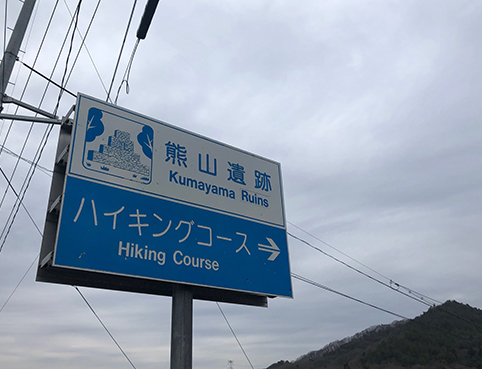 熊山遺跡
Kumayama Ruins
ハイキングコース
Hiking Course